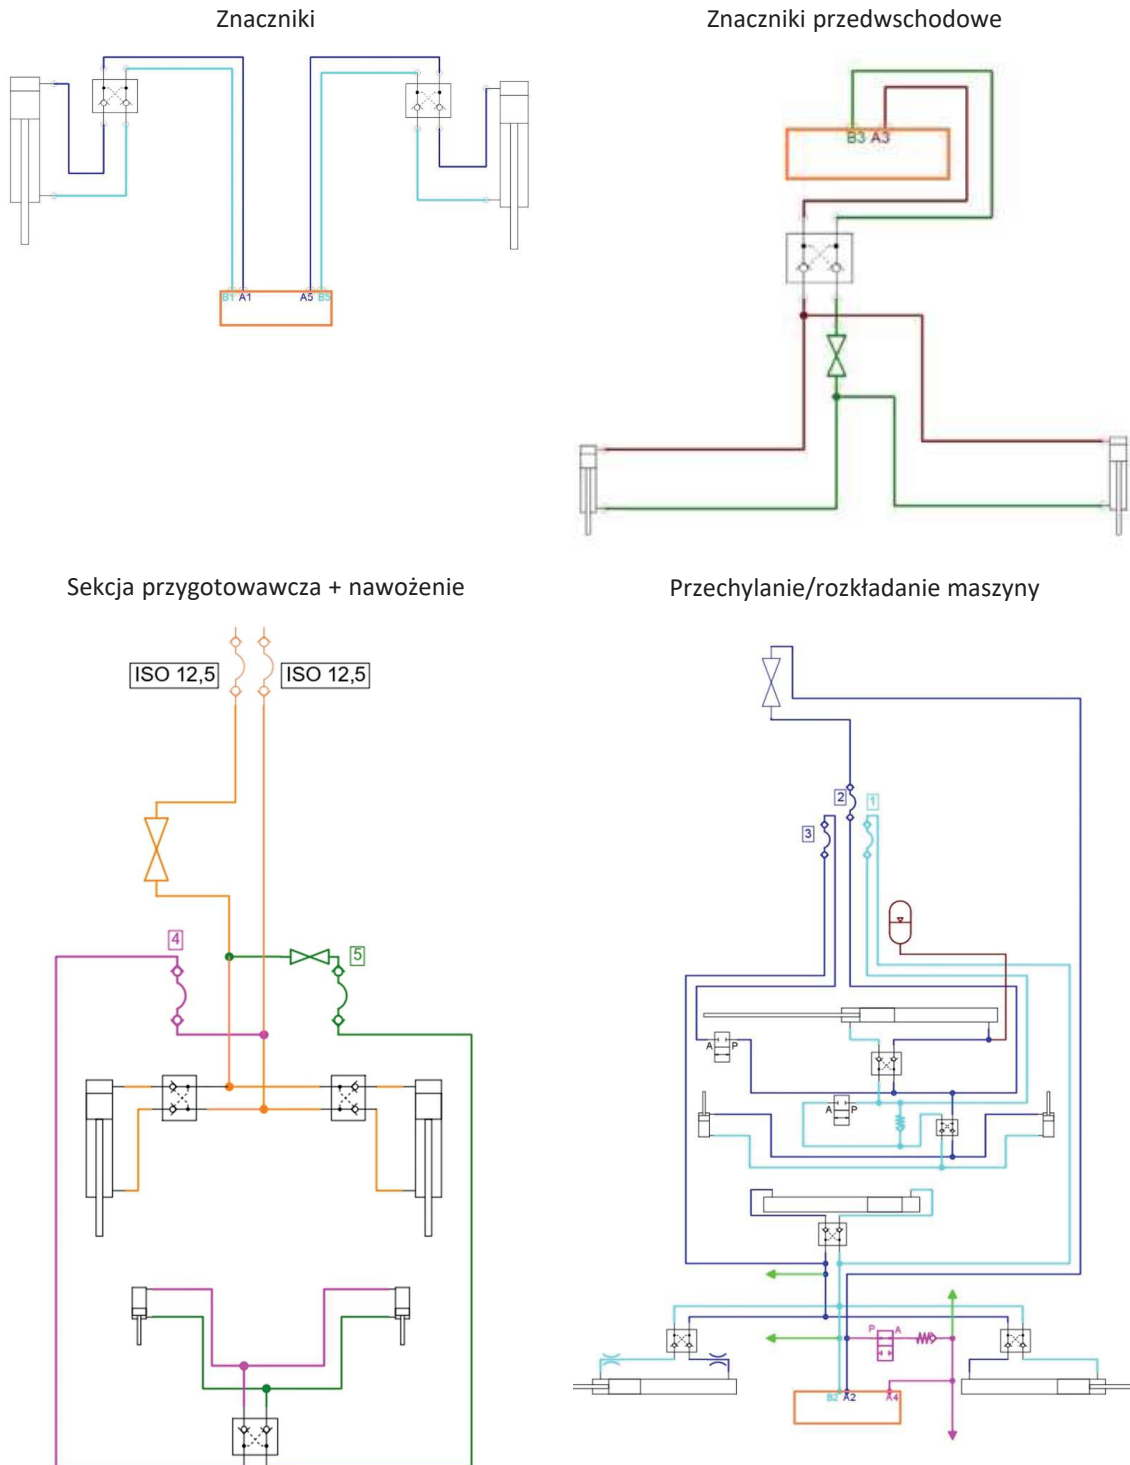 Znaczniki
B1 A1 A5 B5
Znaczniki przedwschodowe
B3 A3
Sekcja przygotowawcza + nawożenie
ISO 12,5 ISO 12,5
4
5
Przechylanie/rozkładanie maszyny
2
1
3
A P
A P
P A
B2 A2 A4